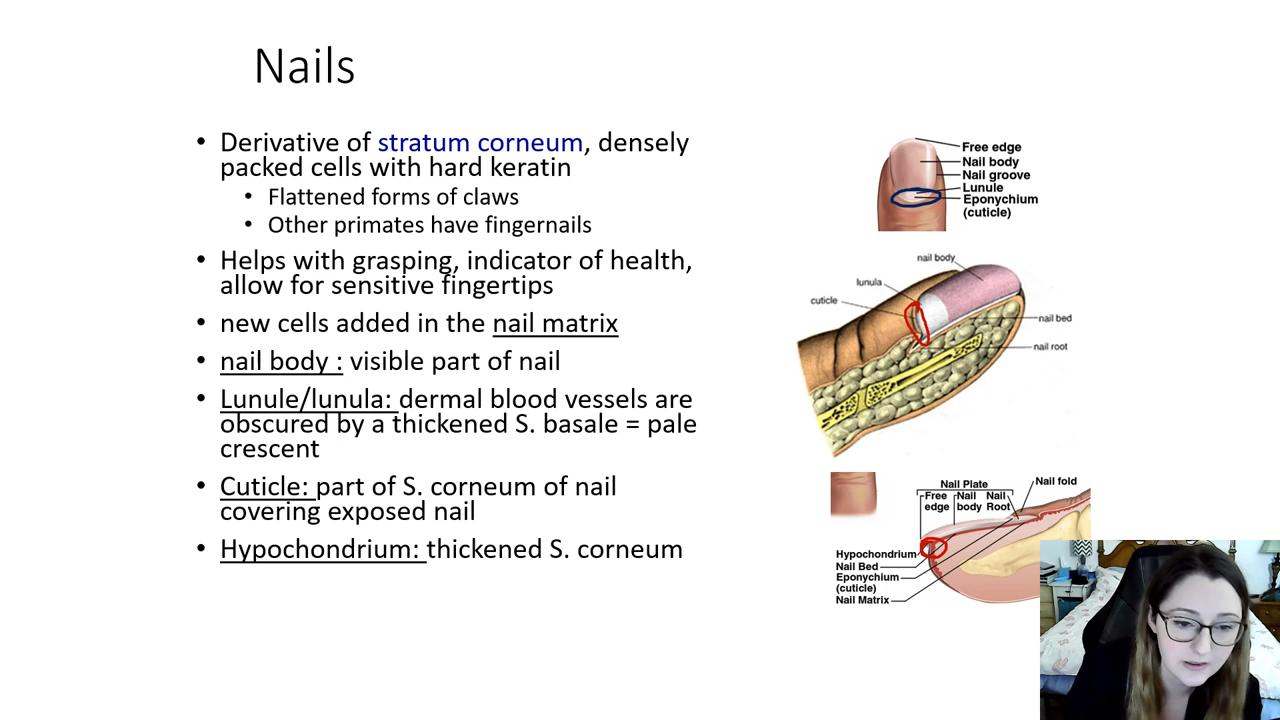 Nails
• Derivative of stratum corneum, densely
packed cells with hard keratin
• Flattened forms of claws
• Other primates have fingernails
• Helps with grasping, indicator of health,
allow for sensitive fingertips
• new cells added in the nail matrix
• nail body : visible part of nail
• Lunule/lunula: dermal blood vessels are
obscured by a thickened S. basale = pale
crescent
• Cuticle: part of S. corneum of nail
covering exposed nail
• Hypochondrium: thickened S. corneum
Free edge
Nail body
Nail groove
Lunule
Eponychium
(cuticle)
nail body
lunula
cuticle
nail bed
nail root
Nail Plate
Nail fold
Free Nail Nail
edge body Root
Hypochondrium
Nail Bed
Eponychium
(cuticle)
Nail Matrix